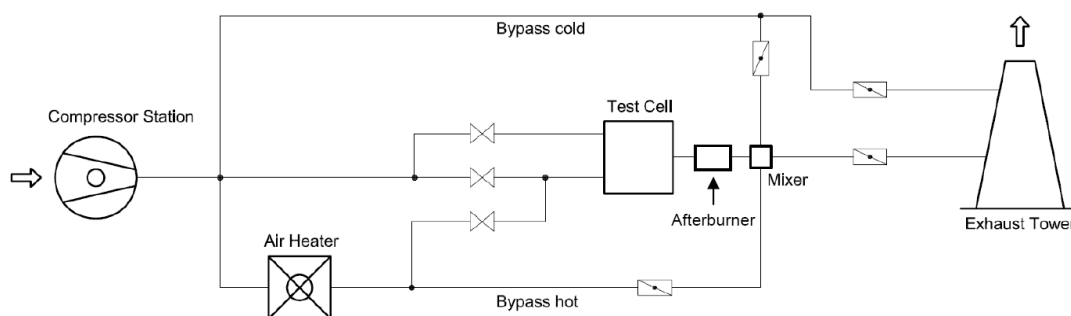 Bypass cold
Compressor Station
Test Cell
Mixer
Afterburner
Exhaust Tower
Air Heater
Bypass hot